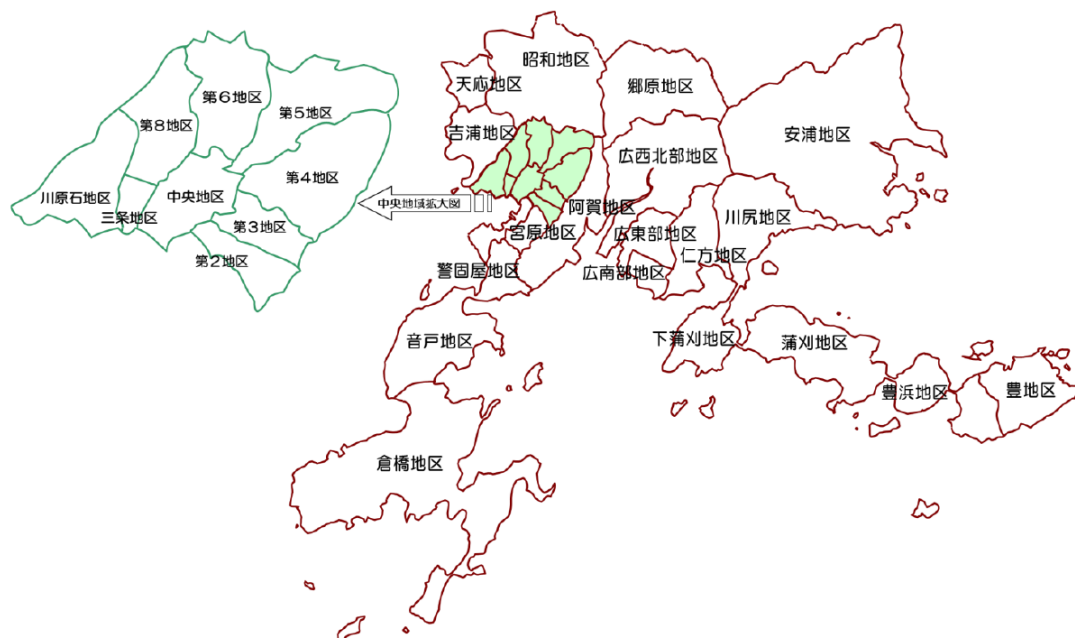 第6地区
第5地区
第8地区
第4地区
川原石地区
三条地区
中央地区
第3地区
第2地区
中央地域拡大図
昭和地区
天応地区
郷原地区
吉浦地区
安浦地区
広西北部地区
阿賀地区
川尻地区
宮原地区
広東部地区
仁方地区
警固屋地区
広南部地区
音戸地区
下蒲刈地区
蒲刈地区
豊浜地区
豊地区
倉橋地区